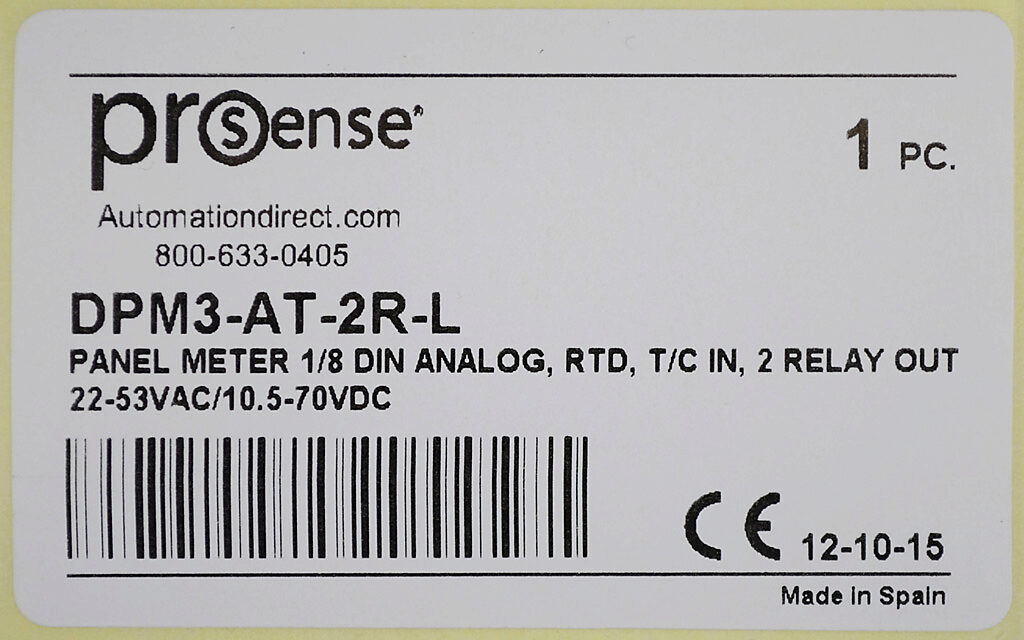 prosense®
1 PC.
Automationdirect.com
800-633-0405
DPM3-AT-2R-L
PANEL METER 1/8 DIN ANALOG, RTD, T/C IN, 2 RELAY OUT
22-53VAC/10.5-70VDC
CE 12-10-15
Made in Spain